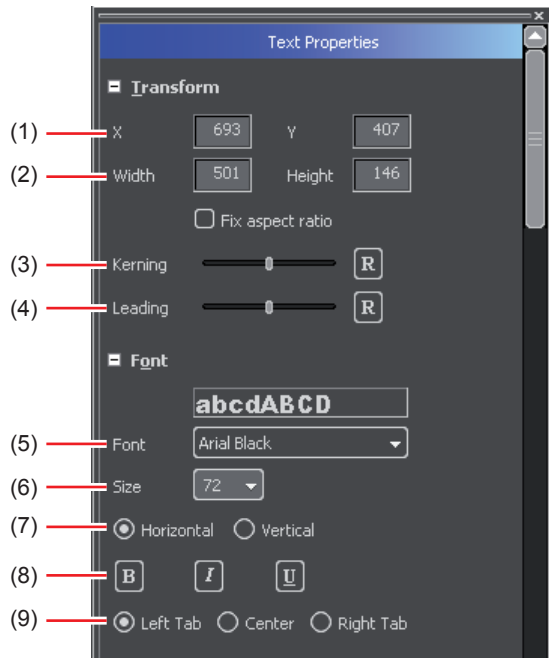 Text Properties
Transform
(1) X 693 Y 407
(2) Width 501 Height 146
Fix aspect ratio
(3) Kerning R
(4) Leading R
Font
abcdABCD
(5) Font Arial Black
(6) Size 72
(7) Horizontal Vertical
(8) B I U
(9) Left Tab Center Right Tab